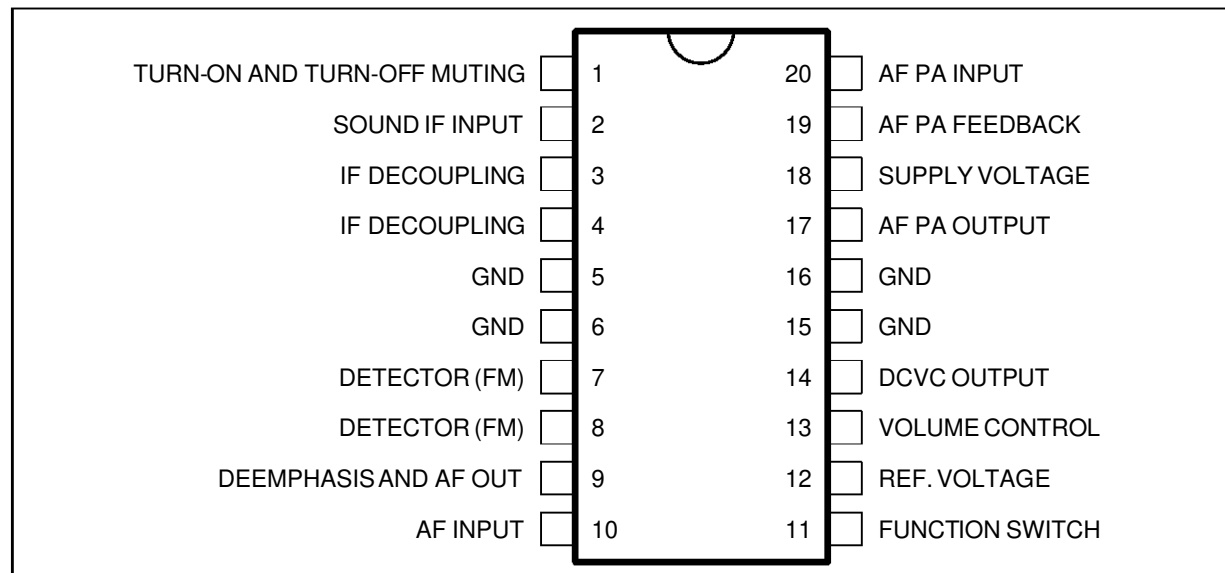 TURN-ON AND TURN-OFF MUTING 1 20 AF PA INPUT
SOUND IF INPUT 2 19 AF PA FEEDBACK
IF DECOUPLING 3 18 SUPPLY VOLTAGE
IF DECOUPLING 4 17 AF PA OUTPUT
GND 5 16 GND
GND 6 15 GND
DETECTOR (FM) 7 14 DCVC OUTPUT
DETECTOR (FM) 8 13 VOLUME CONTROL
DEEMPHASIS AND AF OUT 9 12 REF. VOLTAGE
AF INPUT 10 11 FUNCTION SWITCH